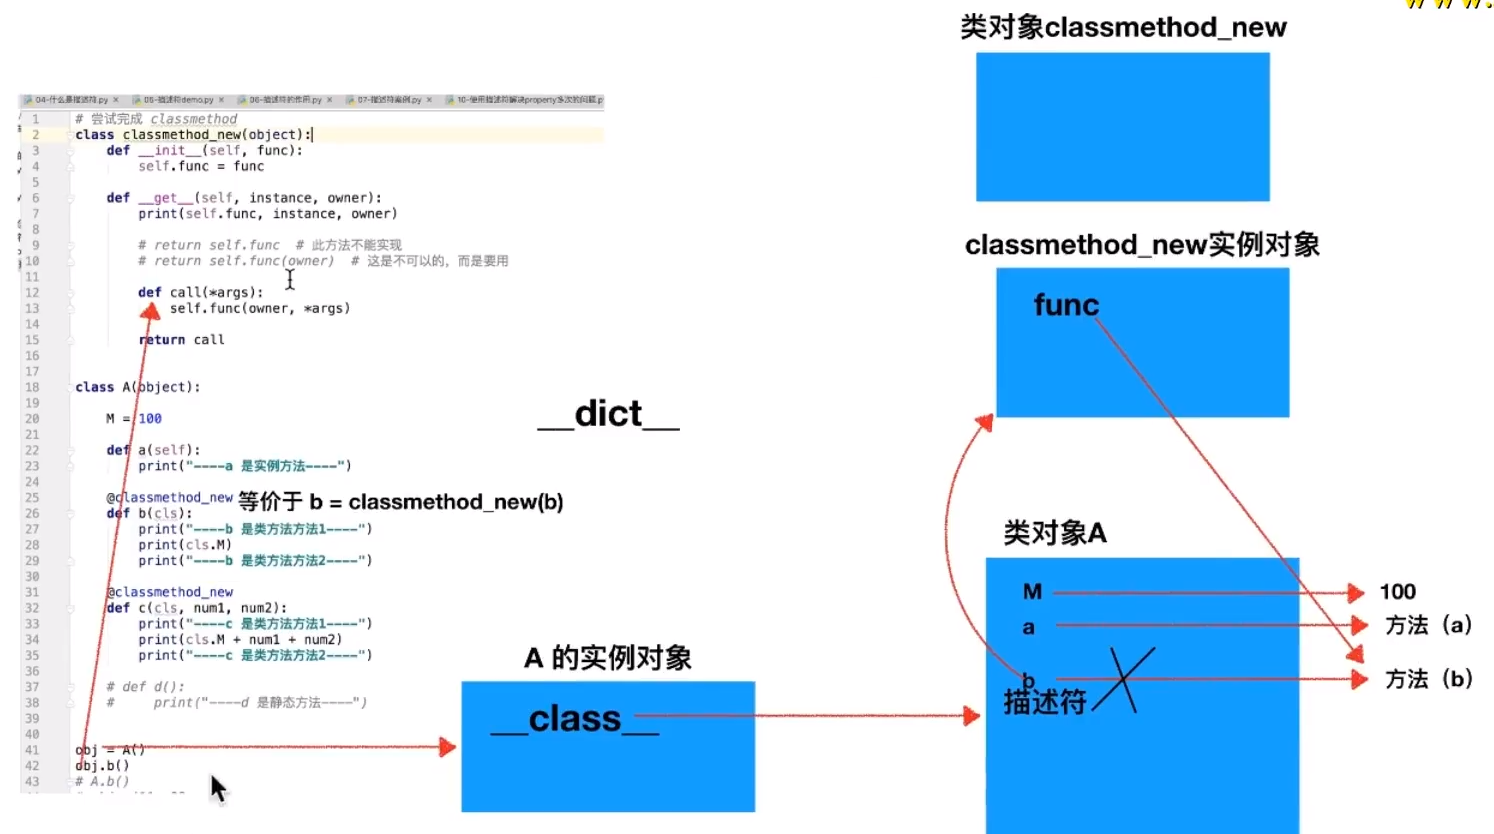 www.
类对象classmethod_new
04-什么是描述符.py
05-描述符demo.py
06-描述符的作用.py
07-描述符案例.py
10-使用描述符解决property多次的问题.p
1 # 尝试完成 classmethod
2 class classmethod_new(object):
3 def __init__(self, func):
4 self.func = func
5
6 def __get__(self, instance, owner):
7 print(self.func, instance, owner)
8
9 # return self.func # 此方法不能实现
10 # return self.func(owner) # 这是不可以的，而是要用
11
12 def call(*args):
13 self.func(owner, *args)
14
15 return call
16
17
18 class A(object):
19
20 M = 100
21
22 def a(self):
23 print("----a 是实例方法----")
24
25 @classmethod_new 等价于 b = classmethod_new(b)
26 def b(cls):
27 print("----b 是类方法方法1----")
28 print(cls.M)
29 print("----b 是类方法方法2----")
30
31 @classmethod_new
32 def c(cls, num1, num2):
33 print("----c 是类方法方法1----")
34 print(cls.M + num1 + num2)
35 print("----c 是类方法方法2----")
36
37 # def d():
38 # print("----d 是静态方法----")
39
40
41 obj = A()
42 obj.b()
43 # A.b()
__dict__
A 的实例对象
__class__
classmethod_new实例对象
func
类对象A
M 100
a 方法（a）
b 方法（b）
描述符